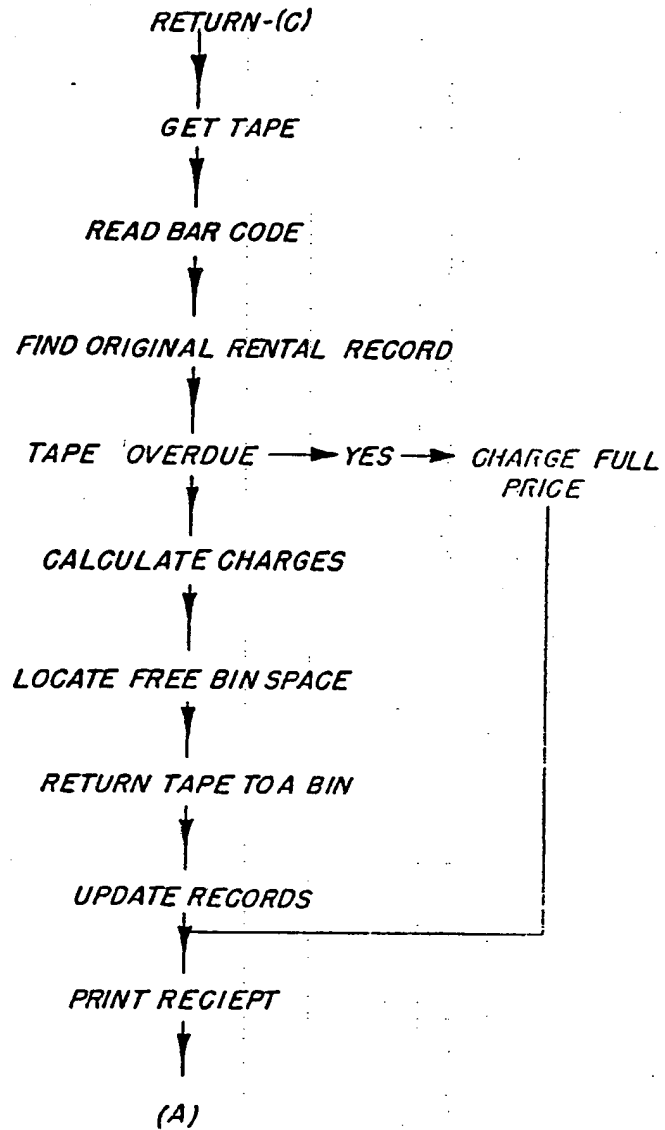 RETURN-(C)
GET TAPE
READ BAR CODE
FIND ORIGINAL RENTAL RECORD
TAPE OVERDUE YES CHARGE FULL
PRICE
CALCULATE CHARGES
LOCATE FREE BIN SPACE
RETURN TAPE TO A BIN
UPDATE RECORDS
PRINT RECIEPT
(A)